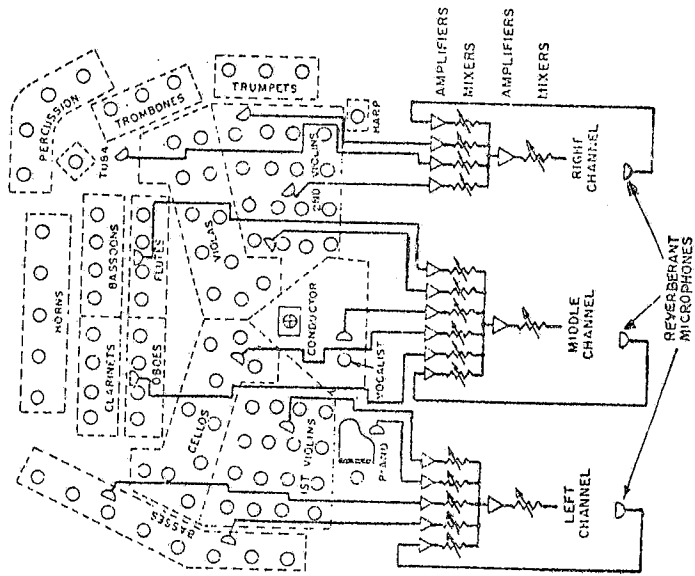 PERCUSSION
TROMBONES
TRUMPETS
TUBA
HARP
2ND VIOLINS
HORNS
BASSOONS
FLUTES
VIOLAS
CLARINETS
OBOES
CONDUCTOR
VOCALIST
CELLOS
1ST VIOLINS
PIANO
BASSES
AMPLIFIERS
MIXERS
AMPLIFIERS
MIXERS
RIGHT
CHANNEL
MIDDLE
CHANNEL
LEFT
CHANNEL
REVERBERANT
MICROPHONES